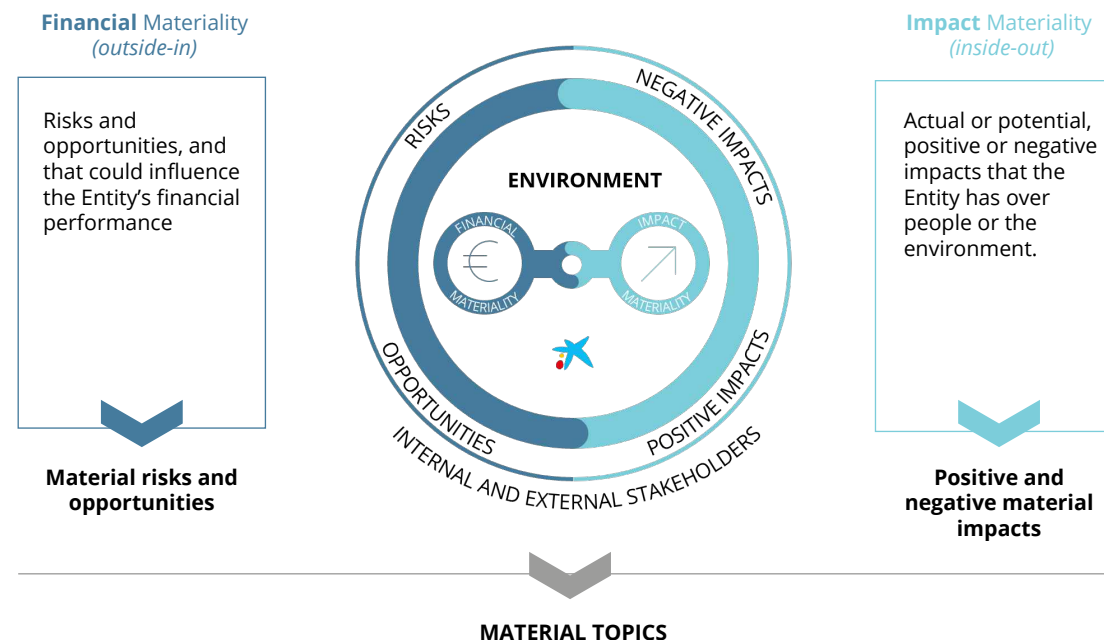 Financial Materiality
(outside-in)
Risks and
opportunities, and
that could influence
the Entity's financial
performance
Material risks and
opportunities
RISKS
NEGATIVE IMPACTS
ENVIRONMENT
FINANCIAL
MATERIALITY
IMPACT
MATERIALITY
OPPORTUNITIES
POSITIVE IMPACTS
INTERNAL AND EXTERNAL STAKEHOLDERS
Impact Materiality
(inside-out)
Actual or potential,
positive or negative
impacts that the
Entity has over
people or the
environment.
Positive and
negative material
impacts
MATERIAL TOPICS